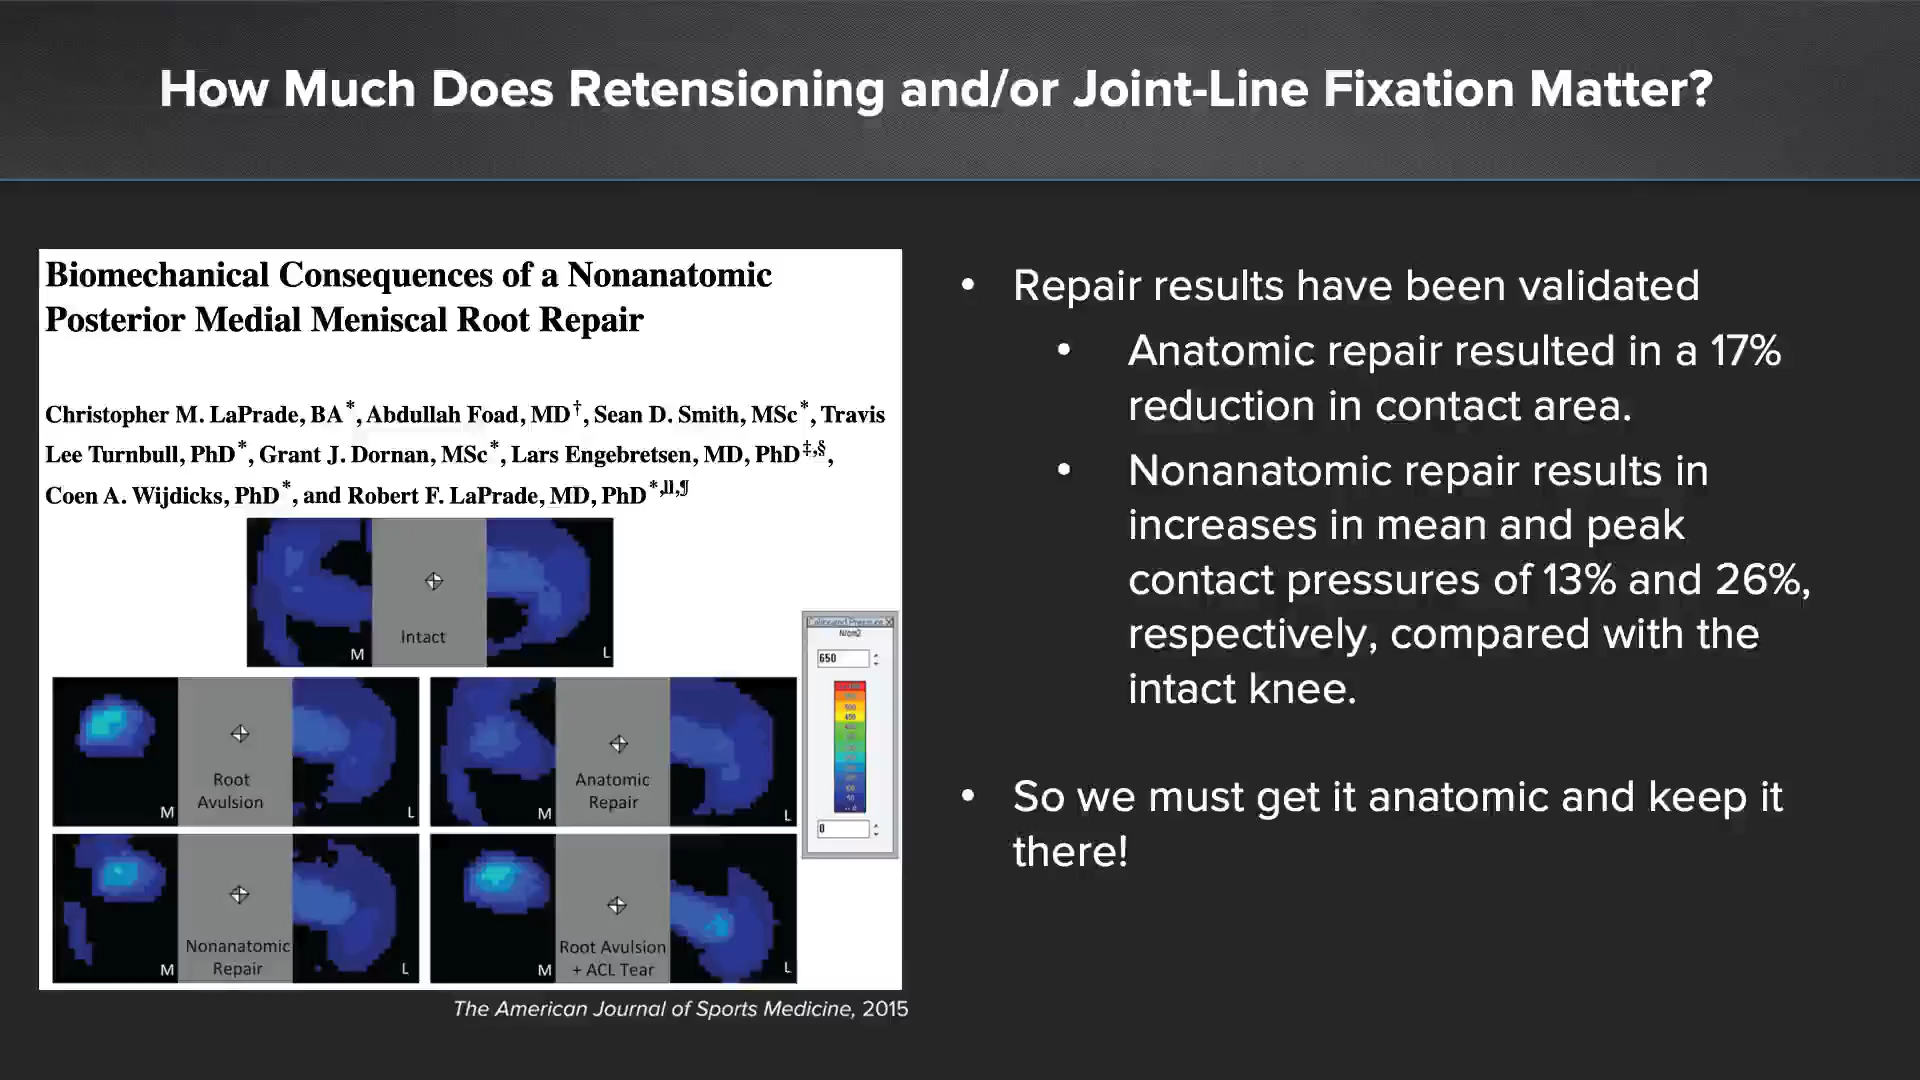 How Much Does Retensioning and/or Joint-Line Fixation Matter?
Biomechanical Consequences of a Nonanatomic
Posterior Medial Meniscal Root Repair
Christopher M. LaPrade, BA*, Abdullah Foad, MD†, Sean D. Smith, MSc*, Travis
Lee Turnbull, PhD*, Grant J. Dornan, MSc*, Lars Engebretsen, MD, PhD‡,§,
Coen A. Wijdicks, PhD*, and Robert F. LaPrade, MD, PhD*,||,¶
Intact
M
L
Root
Avulsion
M
L
Anatomic
Repair
M
L
Nonanatomic
Repair
M
L
Root Avulsion
+ ACL Tear
M
L
N/cm2
650
500
450
0
The American Journal of Sports Medicine, 2015
• Repair results have been validated
• Anatomic repair resulted in a 17%
reduction in contact area.
• Nonanatomic repair results in
increases in mean and peak
contact pressures of 13% and 26%,
respectively, compared with the
intact knee.
• So we must get it anatomic and keep it
there!